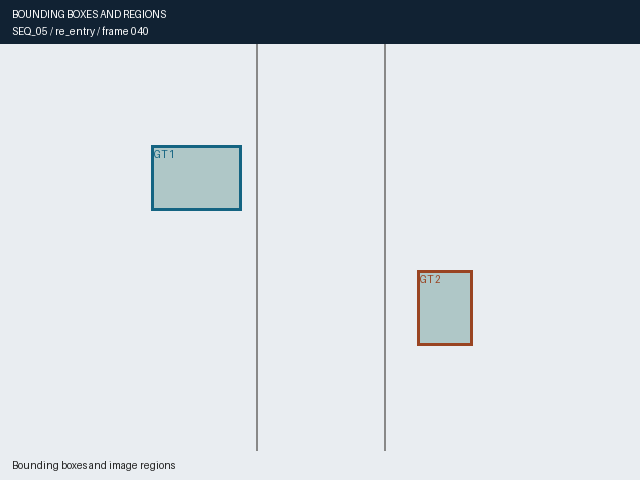 BOUNDING BOXES AND REGIONS
SEQ_05 / re_entry / frame 040
GT1
GT2
Bounding boxes and image regions